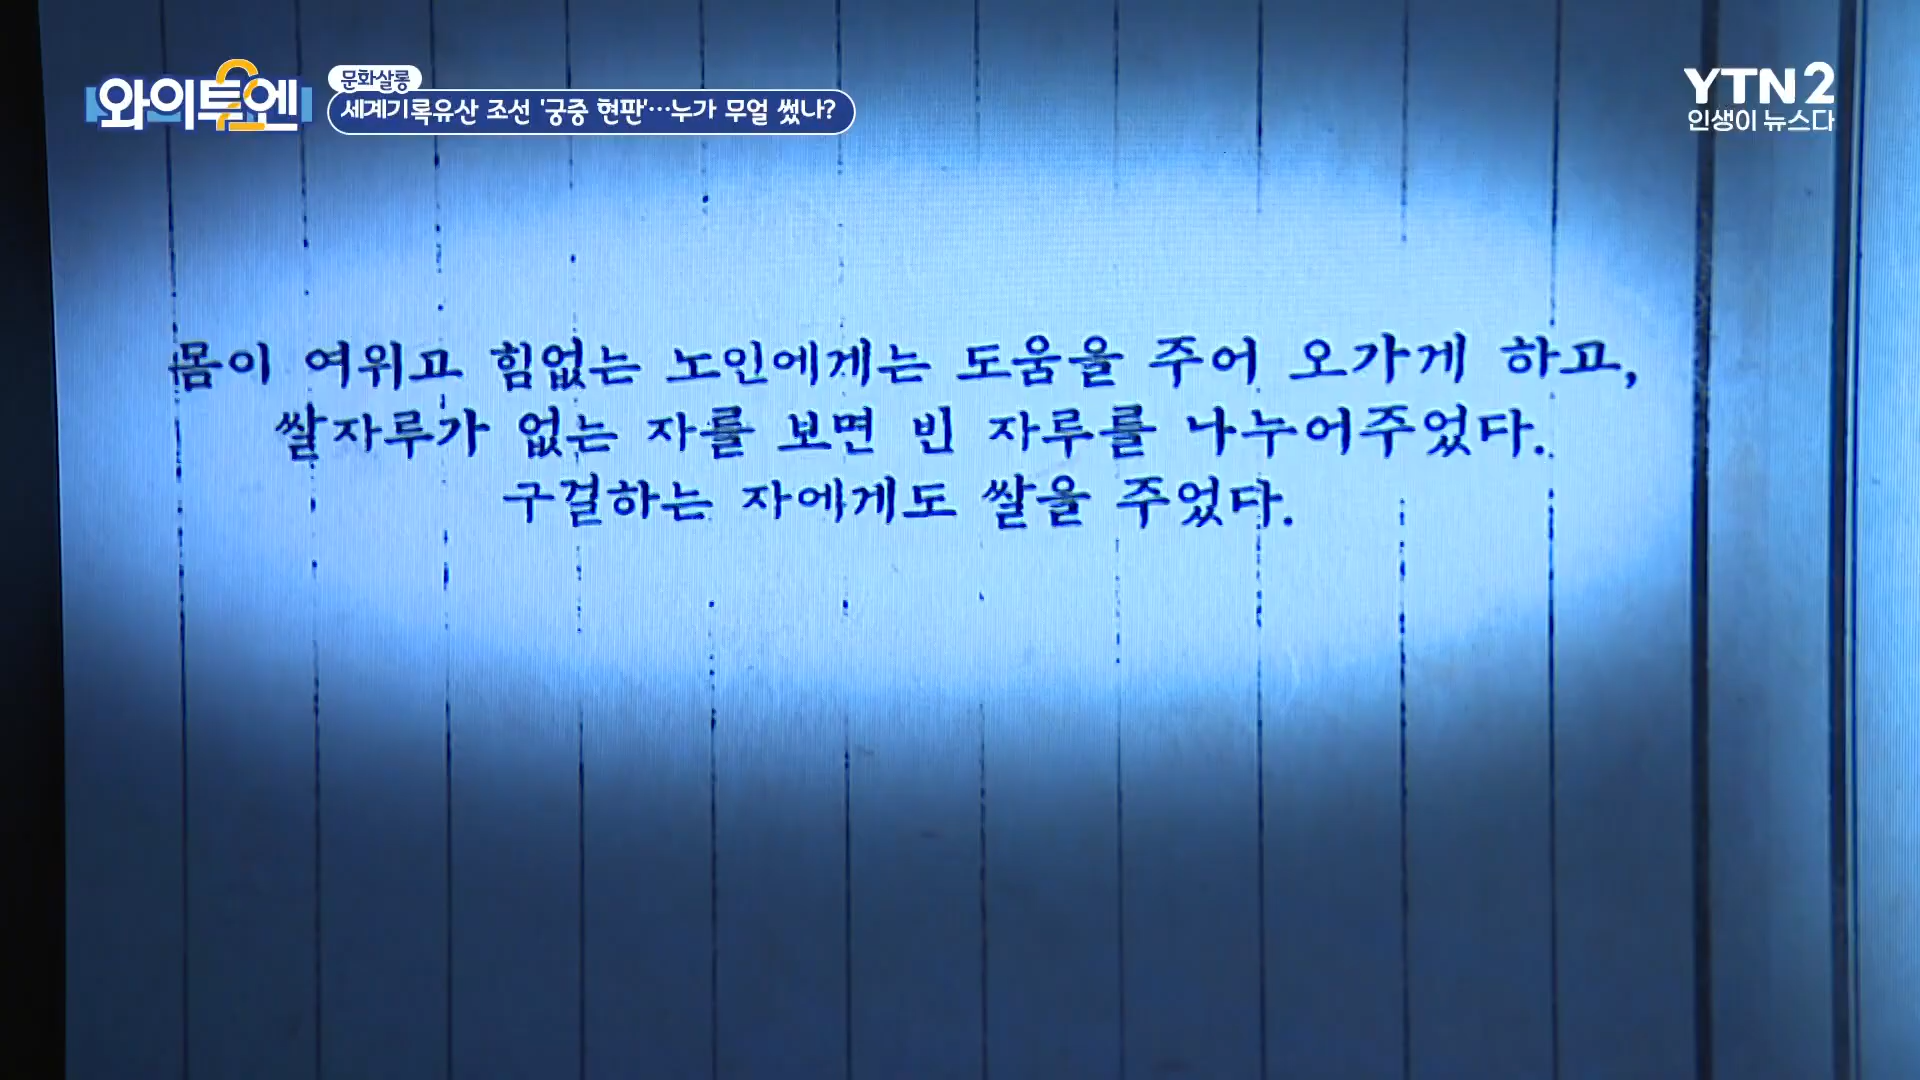 와이투엔
문화살롱
세계기록유산 조선 '궁중 현판'…누가 무얼 썼나?
YTN2
인생이 뉴스다
몸이 여위고 힘없는 노인에게는 도움을 주어 오가게 하고,
쌀자루가 없는 자를 보면 빈 자루를 나누어주었다.
구걸하는 자에게도 쌀을 주었다.